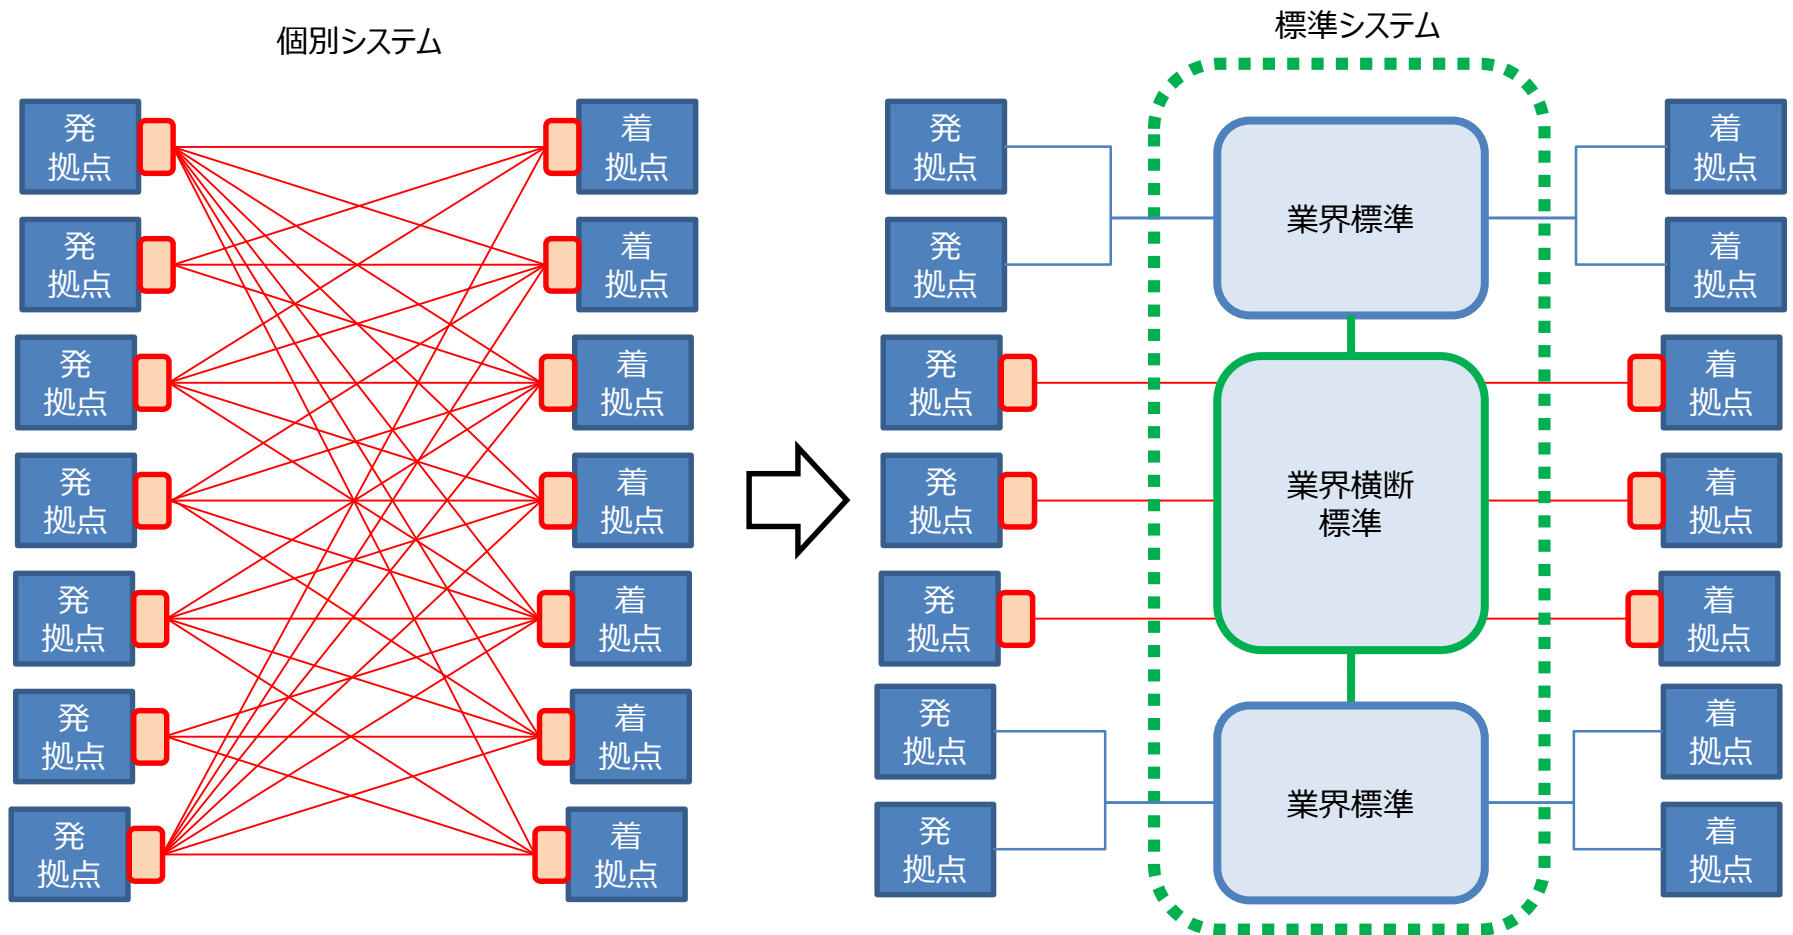 個別システム
発
拠点
着
拠点
発
拠点
着
拠点
発
拠点
着
拠点
発
拠点
着
拠点
発
拠点
着
拠点
発
拠点
着
拠点
発
拠点
着
拠点
標準システム
発
拠点
発
拠点
発
拠点
発
拠点
発
拠点
発
拠点
発
拠点
業界標準
業界横断
標準
業界標準
着
拠点
着
拠点
着
拠点
着
拠点
着
拠点
着
拠点
着
拠点